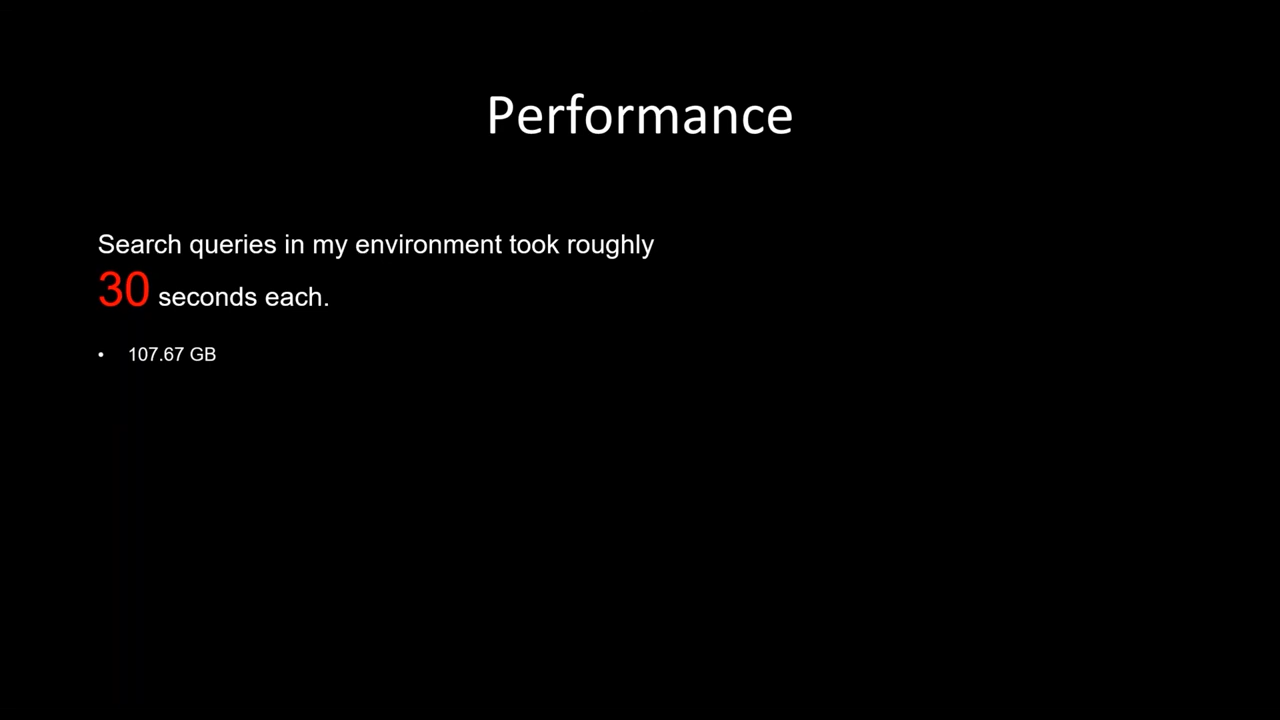 Performance
Search queries in my environment took roughly
30 seconds each.
• 107.67 GB